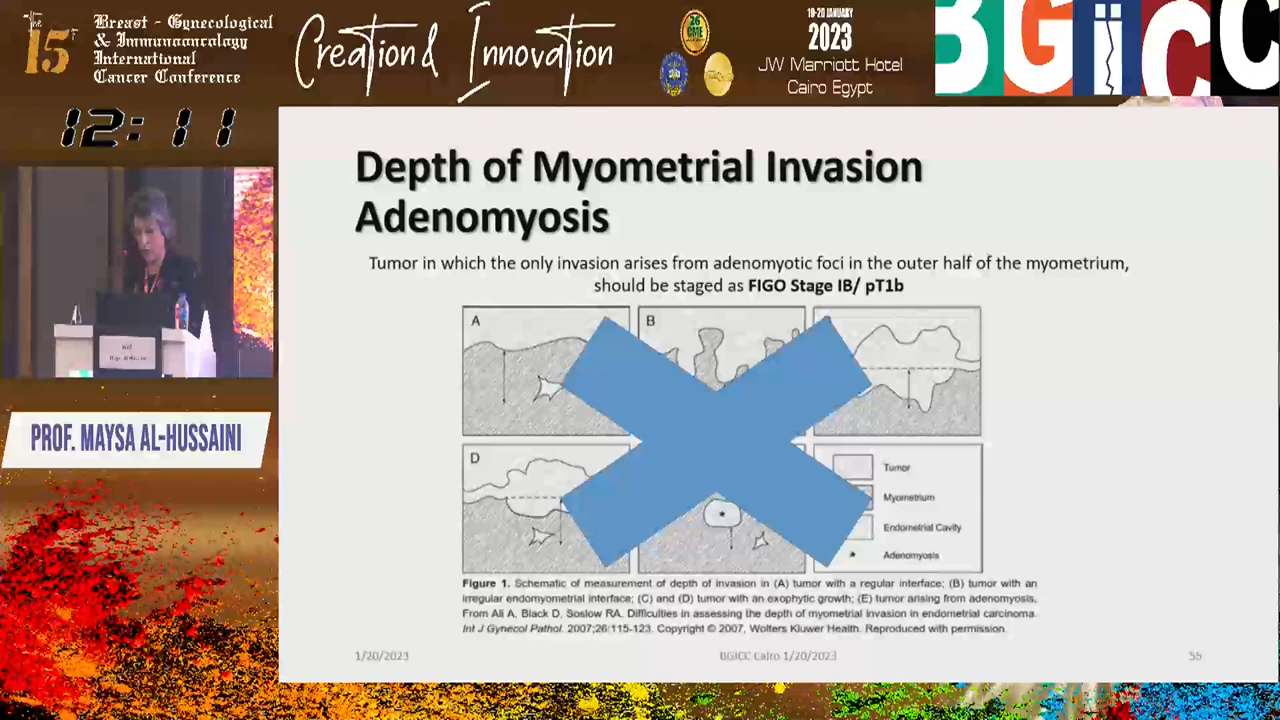 The
15th
Breast - Gynecological
& Immunooncology
International
Cancer Conference
Creation & Innovation
26
CME
18-20 JANUARY
2023
JW Marriott Hotel
Cairo Egypt
BGiCC
12:11
PROF. MAYSA AL-HUSSAINI
Depth of Myometrial Invasion
Adenomyosis
Tumor in which the only invasion arises from adenomyotic foci in the outer half of the myometrium,
should be staged as FIGO Stage IB/ pT1b
A
B
D
Tumor
Myometrium
Endometrial Cavity
* Adenomyosis
Figure 1. Schematic of measurement of depth of invasion in (A) tumor with a regular interface; (B) tumor with an
irregular endomyometrial interface; (C) and (D) tumor with an exophytic growth; (E) tumor arising from adenomyosis.
From Ali A, Black D, Soslow RA. Difficulties in assessing the depth of myometrial invasion in endometrial carcinoma.
Int J Gynecol Pathol. 2007;26:115-123. Copyright © 2007, Wolters Kluwer Health. Reproduced with permission.
1/20/2023
BGICC Cairo 1/20/2023
55